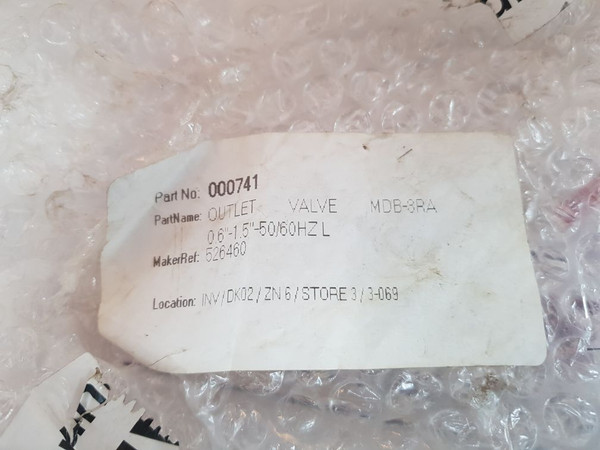 Part No: 000741
PartName: OUTLET VALVE MDB-3RA
0.6"-1.5"-50/60HZ L
MakerRef: 526460
Location: INV / DK02 / ZN 6 / STORE 3 / 3-069